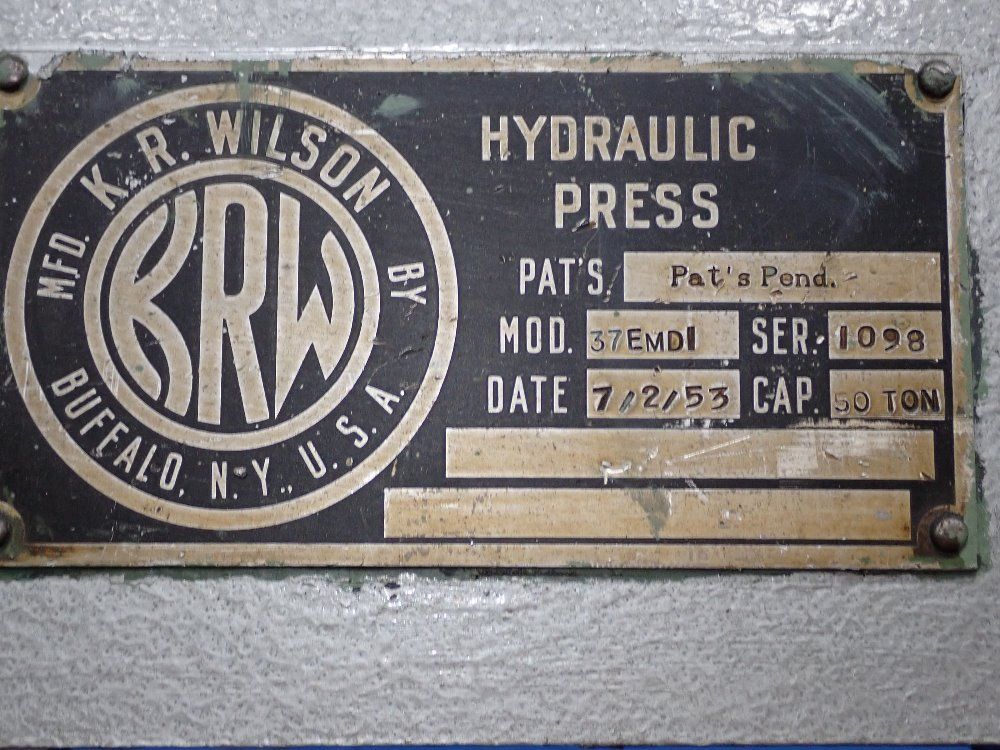 MFD. BY
K. R. WILSON
KRW
BUFFALO, N.Y., U.S.A.
HYDRAULIC
PRESS
PAT'S. Pat's Pend.
MOD. 37EMD1 SER. 1098
DATE 7/2/53 CAP. 50 TON